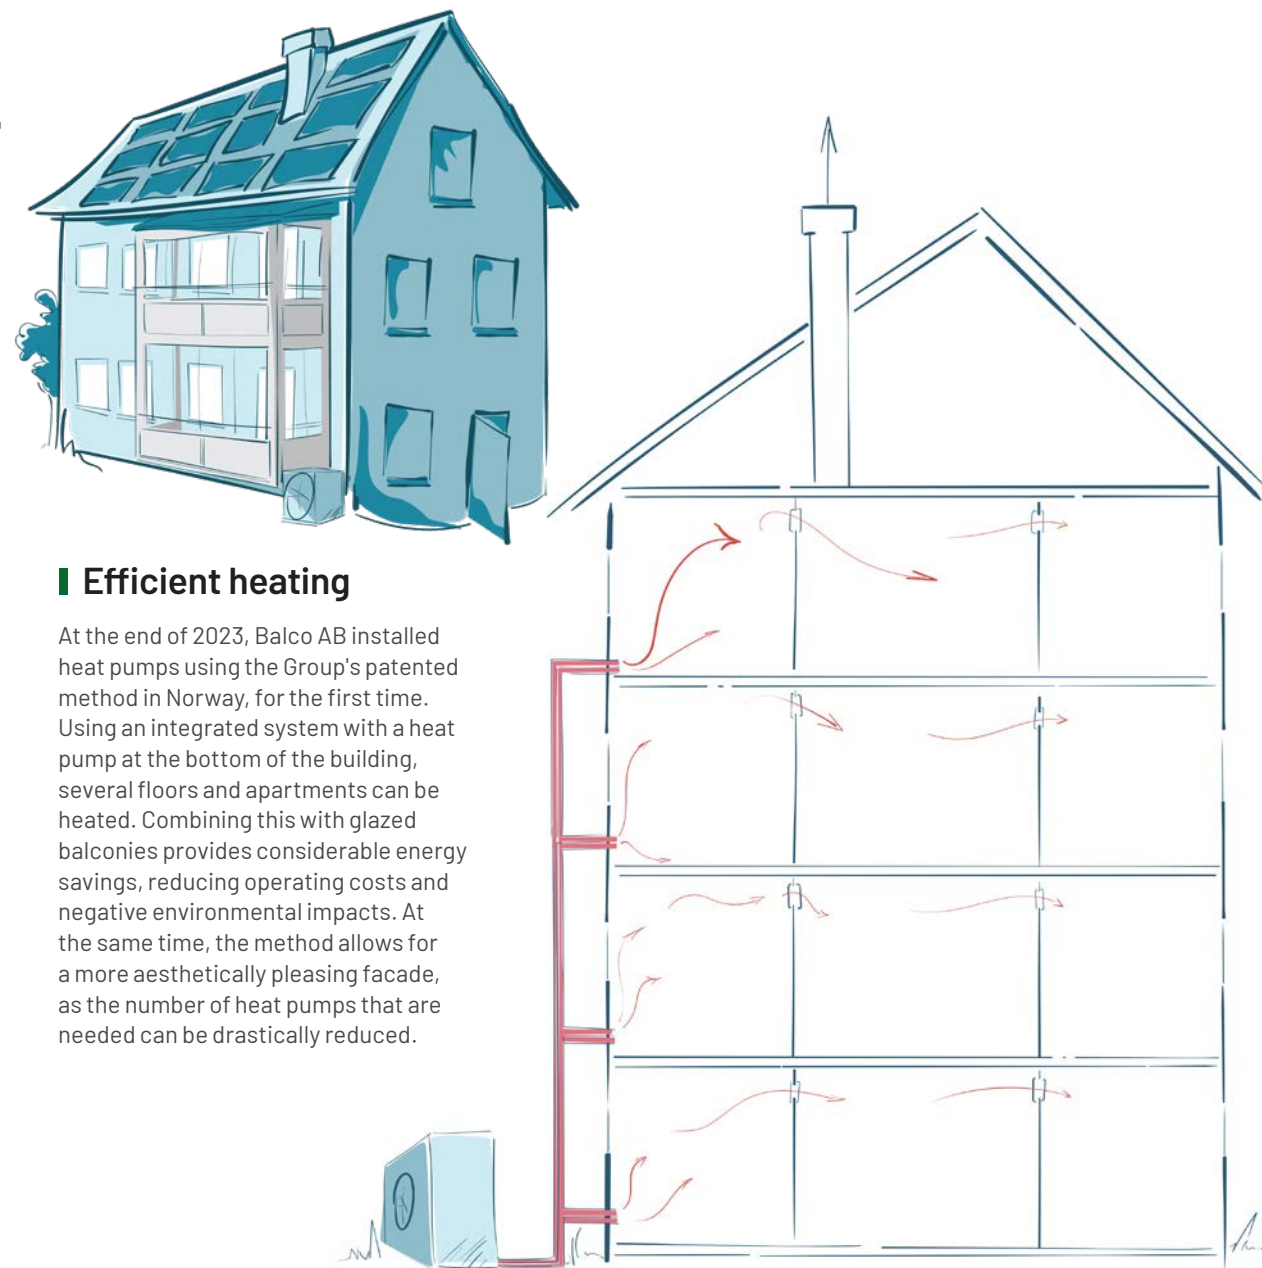 Efficient heating
At the end of 2023, Balco AB installed
heat pumps using the Group's patented
method in Norway, for the first time.
Using an integrated system with a heat
pump at the bottom of the building,
several floors and apartments can be
heated. Combining this with glazed
balconies provides considerable energy
savings, reducing operating costs and
negative environmental impacts. At
the same time, the method allows for
a more aesthetically pleasing facade,
as the number of heat pumps that are
needed can be drastically reduced.